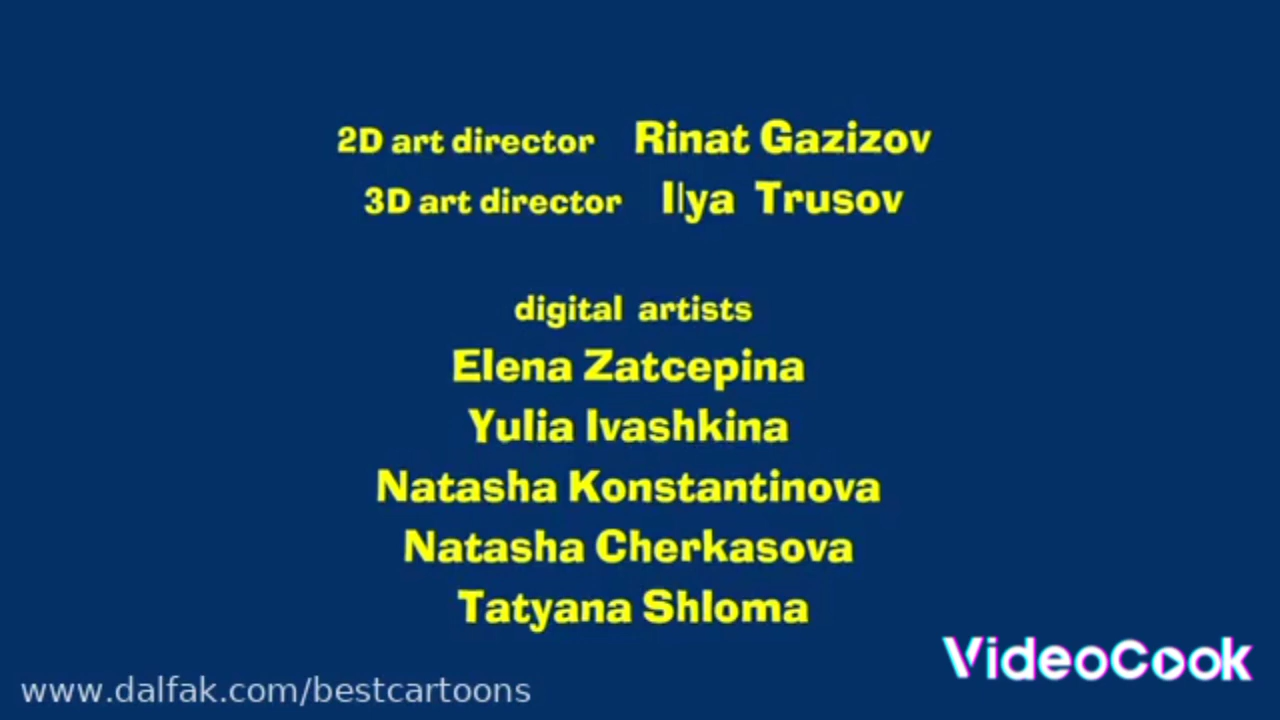 2D art director Rinat Gazizov
3D art director Ilya Trusov
digital artists
Elena Zatcepina
Yulia Ivashkina
Natasha Konstantinova
Natasha Cherkasova
Tatyana Shloma
VideoCook
www.dalfak.com/bestcartoons